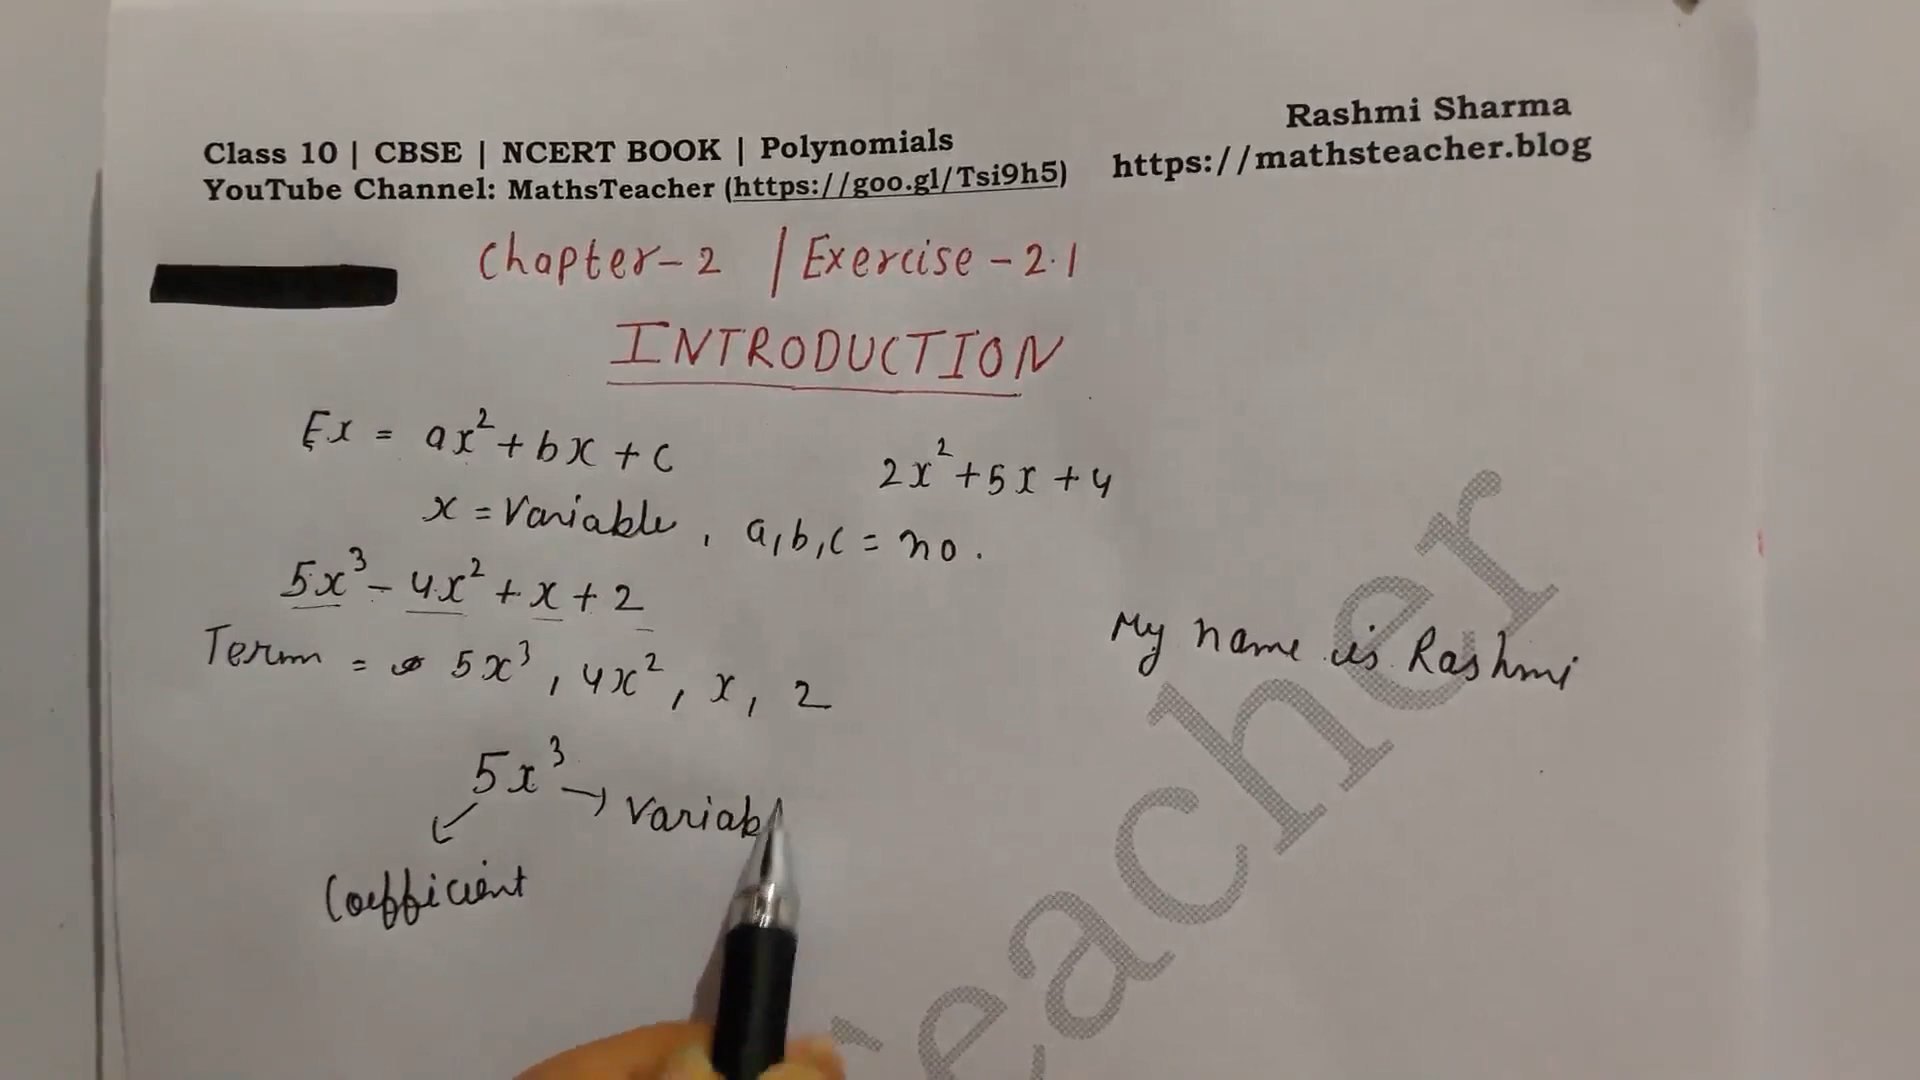 Rashmi Sharma
Class 10 | CBSE | NCERT BOOK | Polynomials
https://mathsteacher.blog
YouTube Channel: MathsTeacher (https://goo.gl/Tsi9h5)
Chapter-2 | Exercise-2.1
INTRODUCTION
Ex = ax²+bx+c
2x²+5x+4
x = Variable, a,b,c = no.
5x³-4x²+x+2
My name is Rashmi
Term = 5x³, 4x², x, 2
5x³ → Variab
Coefficient
eacher